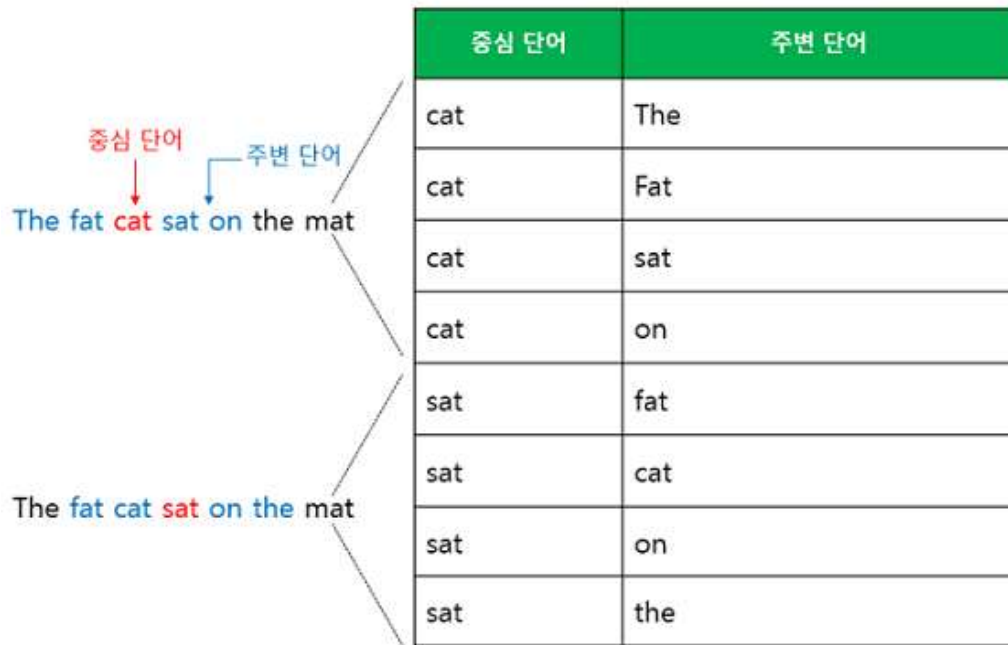 중심 단어 주변 단어
cat The
중심 단어
주변 단어
cat Fat
The fat cat sat on the mat
cat sat
cat on
sat fat
sat cat
The fat cat sat on the mat
sat on
sat the